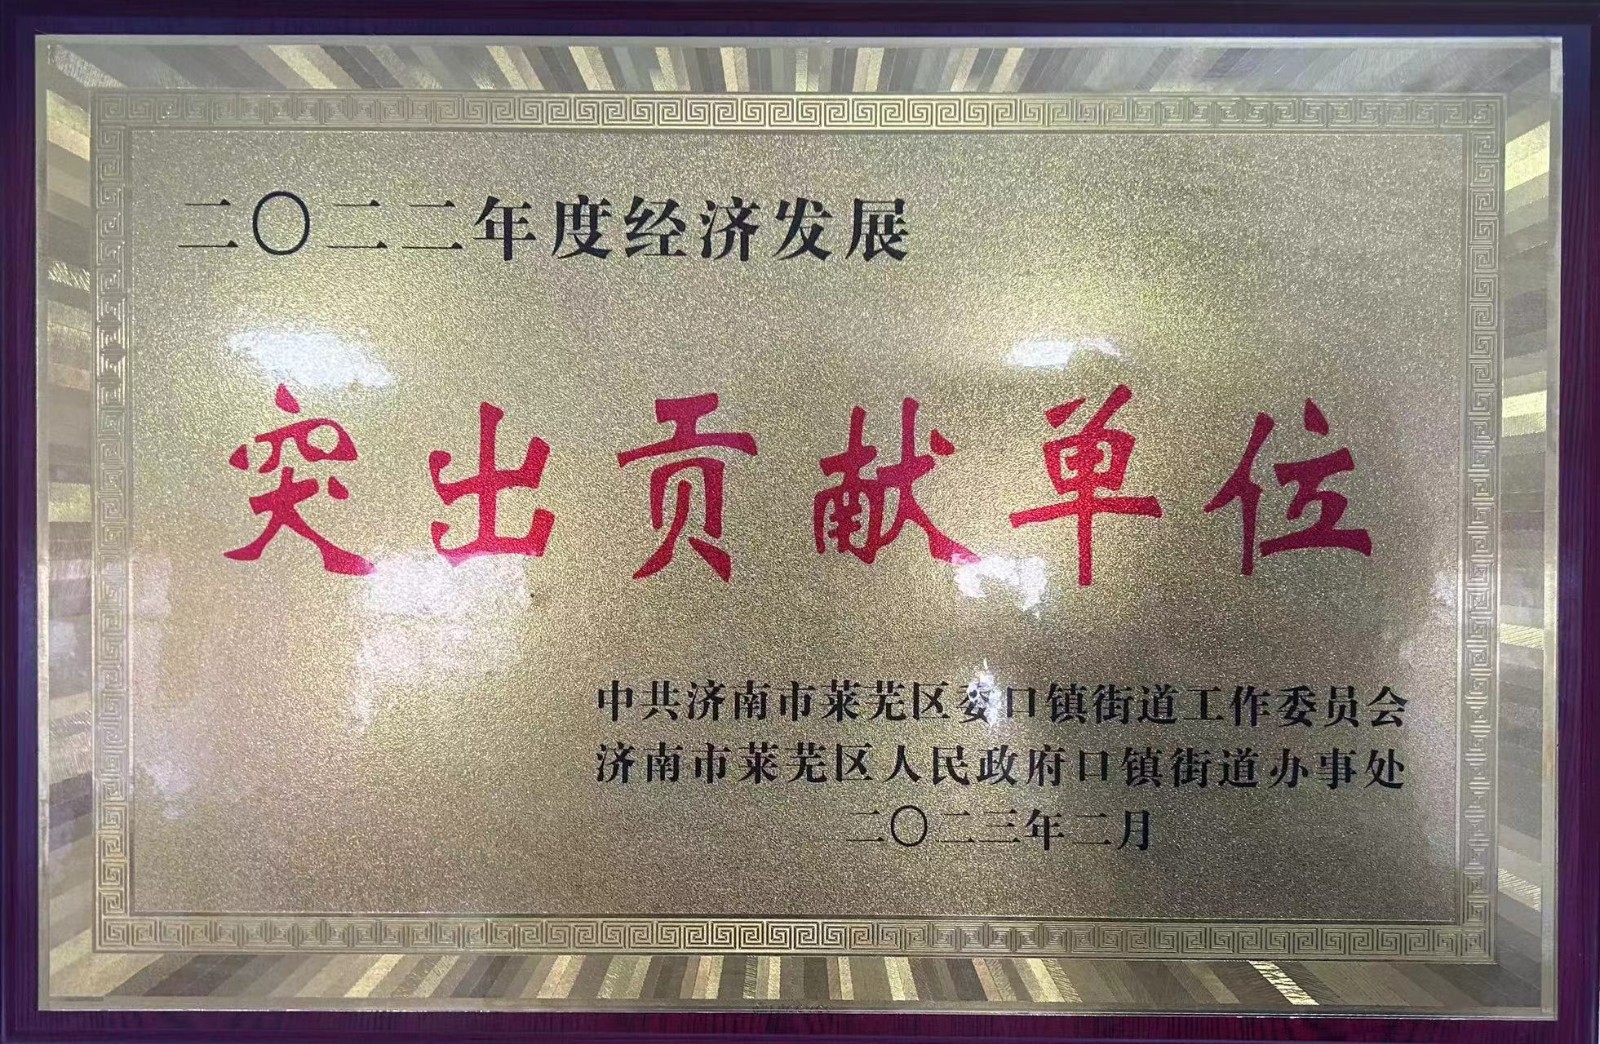 二〇二二年度经济发展
突出贡献单位
中共济南市莱芜区委口镇街道工作委员会
济南市莱芜区人民政府口镇街道办事处
二〇二三年二月